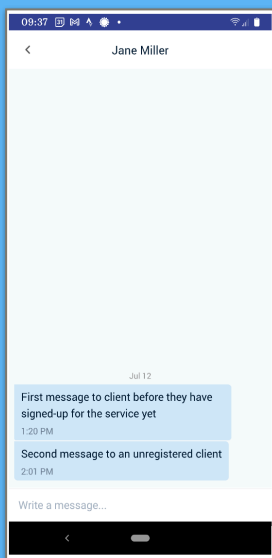 09:37 31
Jane Miller
Jul 12
First message to client before they have
signed-up for the service yet
1:20 PM
Second message to an unregistered client
2:01 PM
Write a message...